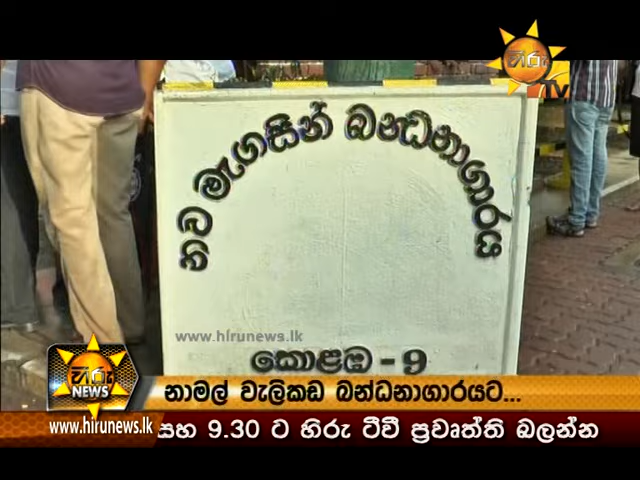 හිරු
TV
නව මැගසින් බන්ධනාගාරය
www.hirunews.lk
කොළඹ - 9
හිරු
NEWS
නාමල් වැලිකඩ බන්ධනාගාරයට...
www.hirunews.lk
සහ 9.30 ට හිරු ටීවී ප්‍රවෘත්ති බලන්න